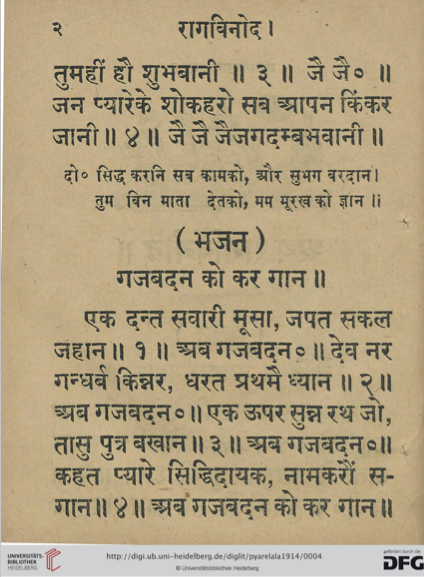 २ रागविनोद।
तुमहीं हौ शुभबानी ॥ ३ ॥ जै जै० ॥
जन प्यारेके शोकहरो सब आपन किंकर
जानी ॥ ४ ॥ जै जै जैजगदम्बभवानी ॥
दो० सिद्ध करनि सब कामको, और सुभग बरदान।
तुम बिन माता देतको, मम मूरख को ज्ञान ॥
( भजन )
गजबदन को कर गान ॥
एक दन्त सवारी मूसा, जपत सकल
जहान ॥ १ ॥ अब गजबदन० ॥ देव नर
गन्धर्ब किन्नर, धरत प्रथमै ध्यान ॥ २ ॥
अब गजबदन० ॥ एक ऊपर सुन्न रथ जो,
तासु पुत्र बखान ॥ ३ ॥ अब गजबदन० ॥
कहत प्यारे सिद्धिदायक, नामकरौं स-
गान ॥ ४ ॥ अब गजबदन को कर गान ॥
UNIVERSITÄTS-
BIBLIOTHEK
HEIDELBERG
http://digi.ub.uni-heidelberg.de/diglit/pyarelala1914/0004
© Universitätsbibliothek Heidelberg
gefördert durch die
DFG